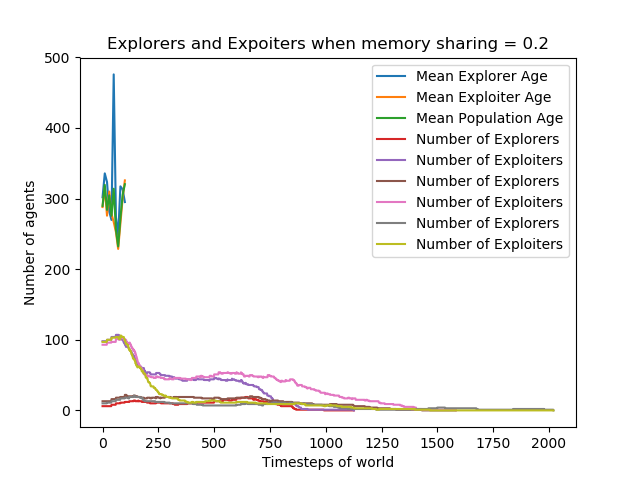 Explorers and Expoiters when memory sharing = 0.2
500
400
300
200
100
0
Number of agents
Mean Explorer Age
Mean Exploiter Age
Mean Population Age
Number of Explorers
Number of Exploiters
Number of Explorers
Number of Exploiters
Number of Explorers
Number of Exploiters
0 250 500 750 1000 1250 1500 1750 2000
Timesteps of world